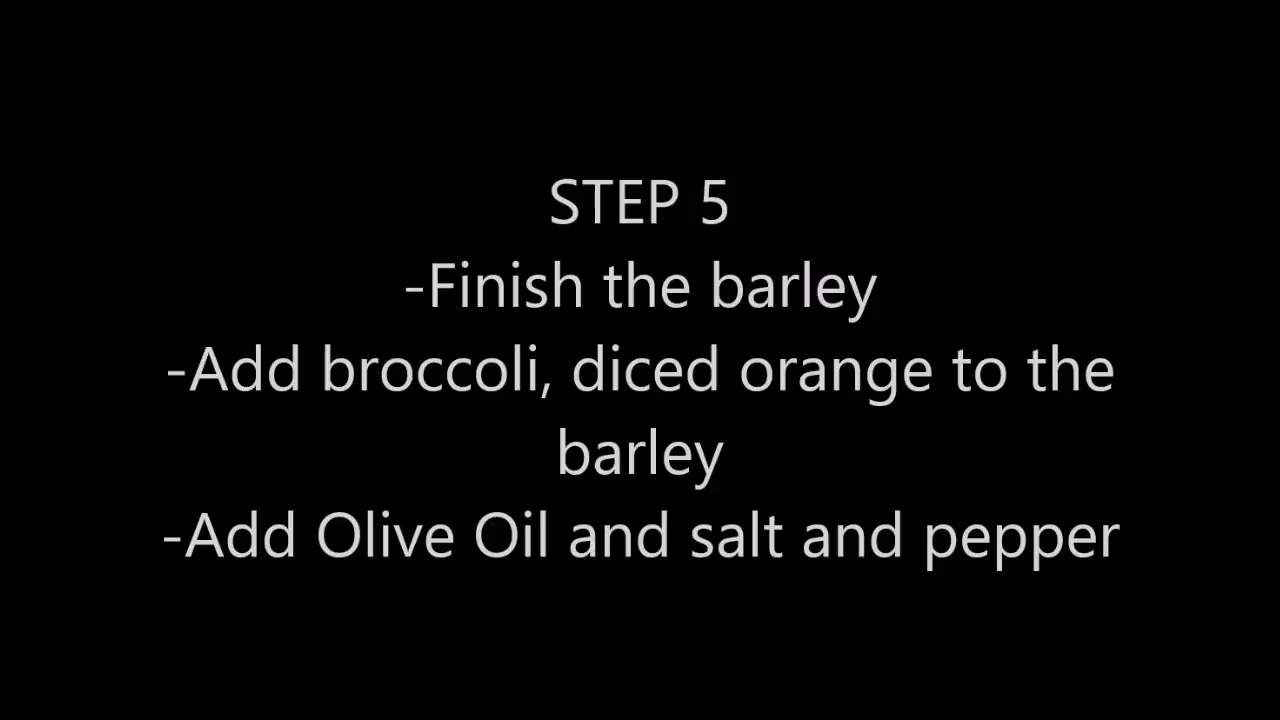 STEP 5
-Finish the barley
-Add broccoli, diced orange to the
barley
-Add Olive Oil and salt and pepper